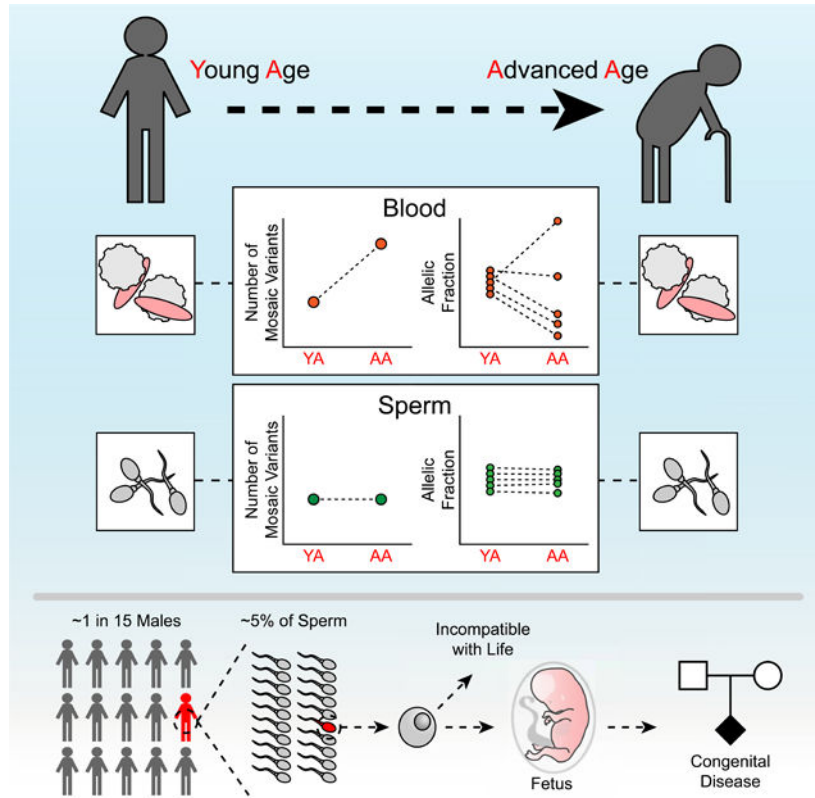 Young Age
Advanced Age
Blood
Number of
Mosaic Variants
YA
AA
Allelic
Fraction
YA
AA
Sperm
Number of
Mosaic Variants
YA
AA
Allelic
Fraction
YA
AA
~1 in 15 Males
~5% of Sperm
Incompatible
with Life
Fetus
Congenital
Disease